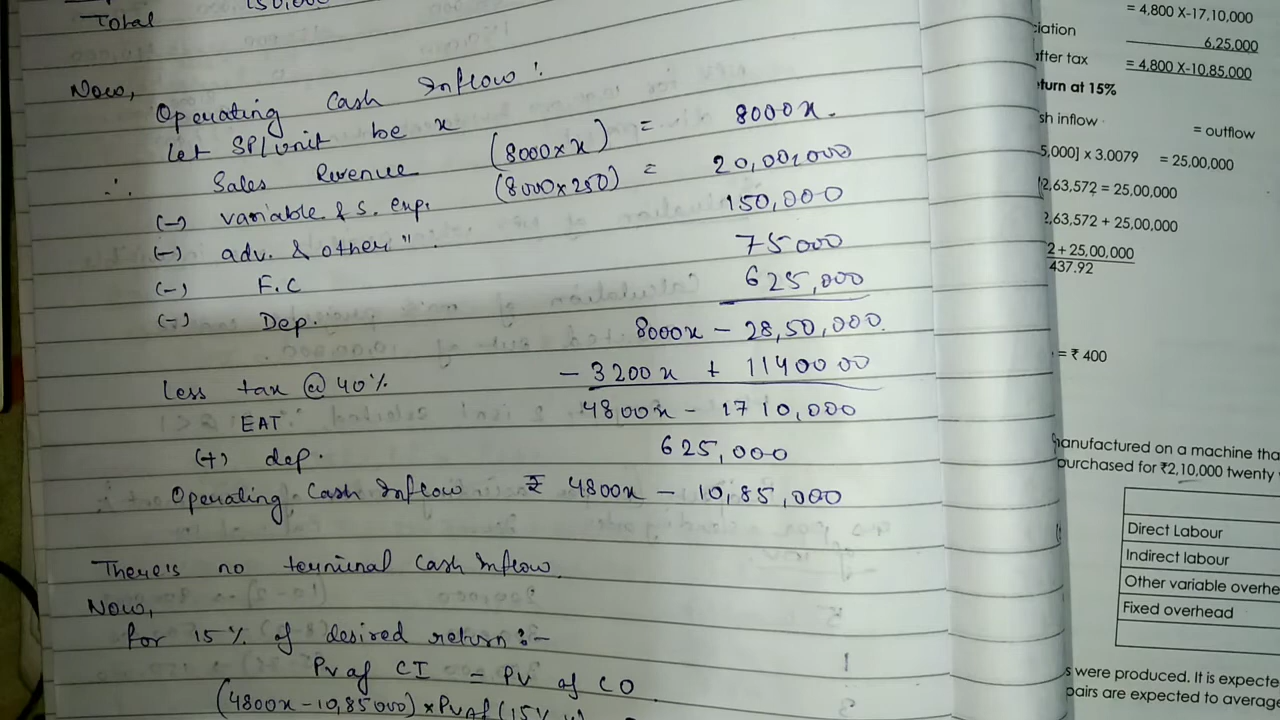 Total 150,000
Now,
Operating Cash Inflow:
Let SP/unit be x
∴ Sales Revenue (8000×x) = 8000x.
(-) variable & s. exp. (8000×250) = 20,00,000
(-) adv. & other " . 150,000
(-) F.C 75000
(-) Dep. 625,000
8000x - 28,50,000.
Less tax @ 40% - 3200x + 1140000
EAT 4800x - 1710,000
(+) dep. 625,000
Operating Cash Inflow ₹ 4800x - 10,85,000
There's no terminal Cash Inflow.
Now,
for 15% of desired return :-
PV of CI = PV of CO
(4800x-10,85000) × PVAF (15%
= 4,800 X-17,10,000
ciation 6,25,000
after tax = 4,800 X-10,85,000
eturn at 15%
sh inflow = outflow
5,000] x 3.0079 = 25,00,000
2,63,572 = 25,00,000
2,63,572 + 25,00,000
2 + 25,00,000
437.92
= ₹ 400
manufactured on a machine tha
purchased for ₹2,10,000 twenty
Direct Labour
Indirect labour
Other variable overhe
Fixed overhead
s were produced. It is expecte
pairs are expected to average